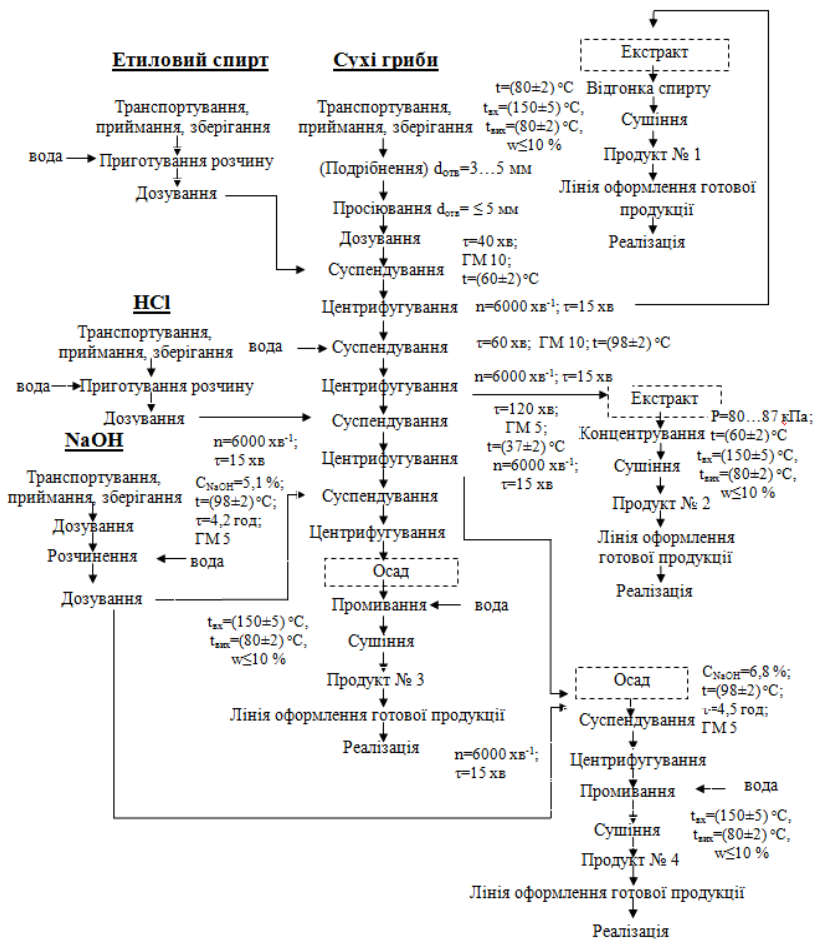 Етиловий спирт
Транспортування,
приймання, зберігання
вода
Приготування розчину
Дозування
Сухі гриби
Транспортування,
приймання, зберігання
(Подрібнення) dотв=3…5 мм
Просіювання dотв= ≤ 5 мм
Дозування
τ=40 хв;
ГМ 10;
t=(60±2) °С
Суспендування
Центрифугування
n=6000 хв-1; τ=15 хв
t=(80±2) °С
tвх=(150±5) °С,
tвих=(80±2) °С,
w≤10 %
Екстракт
Відгонка спирту
Сушіння
Продукт № 1
Лінія оформлення готової
продукції
Реалізація
HCl
Транспортування,
приймання, зберігання
вода
Приготування розчину
Дозування
вода
Суспендування
τ=60 хв; ГМ 10; t=(98±2) °С
Центрифугування
n=6000 хв-1; τ=15 хв
Суспендування
τ=120 хв;
ГМ 5;
t=(37±2) °С
n=6000 хв-1;
τ=15 хв
Центрифугування
n=6000 хв-1;
τ=15 хв
Екстракт
Концентрування
P=80…87 кПа;
t=(60±2) °С
tвх=(150±5) °С,
tвих=(80±2) °С,
w≤10 %
Сушіння
Продукт № 2
Лінія оформлення
готової продукції
Реалізація
NaOH
Транспортування,
приймання, зберігання
Дозування
Розчинення
вода
Дозування
CNaOH=5,1 %;
t=(98±2) °С;
τ=4,2 год;
ГМ 5
Суспендування
Центрифугування
Осад
Промивання
вода
tвх=(150±5) °С,
tвих=(80±2) °С,
w≤10 %
Сушіння
Продукт № 3
Лінія оформлення готової продукції
Реалізація
n=6000 хв-1;
τ=15 хв
Осад
CNaOH=6,8 %;
t=(98±2) °С;
τ=4,5 год;
ГМ 5
Суспендування
Центрифугування
Промивання
вода
tвх=(150±5) °С,
tвих=(80±2) °С,
w≤10 %
Сушіння
Продукт № 4
Лінія оформлення готової продукції
Реалізація